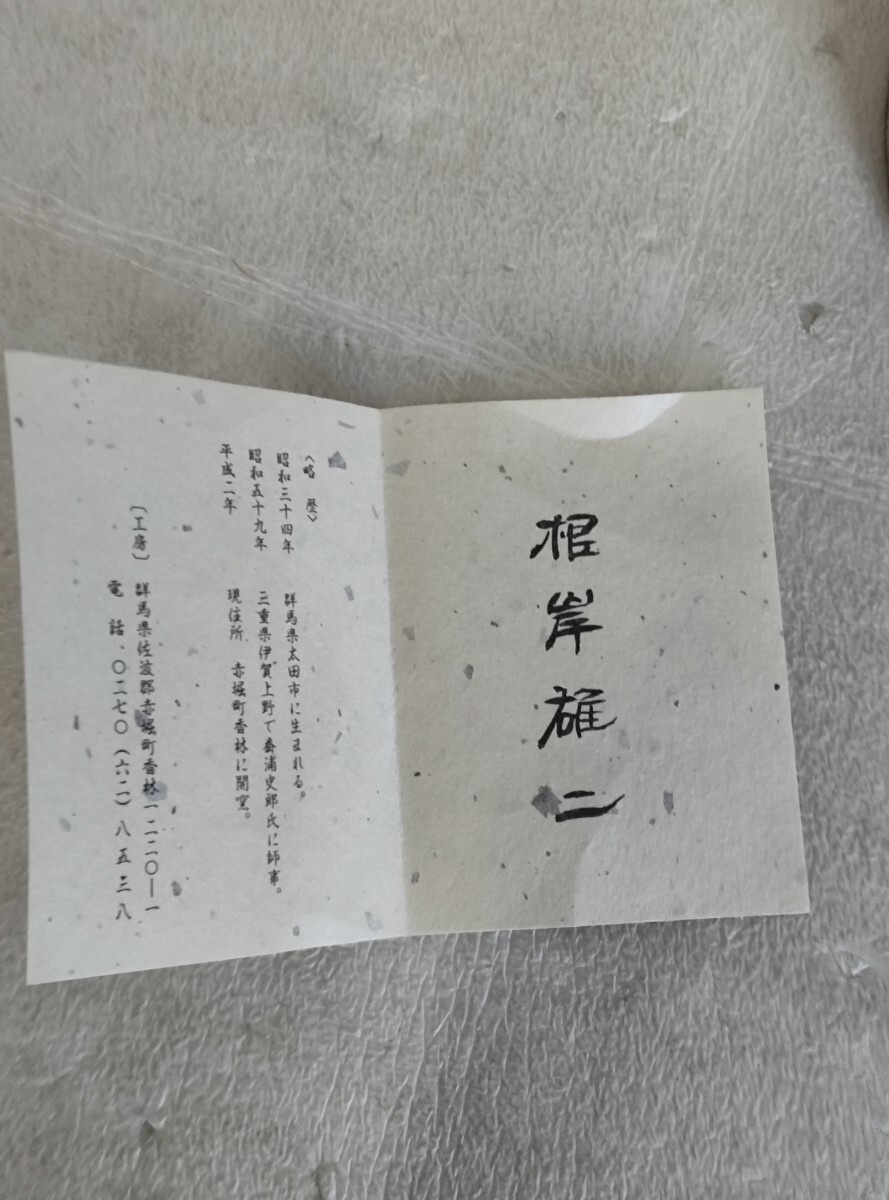 根岸雄二
〈略歴〉
昭和三十四年 群馬県太田市に生まれる。
昭和五十九年 三重県伊賀上野で泰浦史郎氏に師事。
平成二年 現住所 赤堀町香林に開窯。
〔工房〕群馬県佐波郡赤堀町香林一二二〇—一
電話.〇二七〇(六二)八五三八